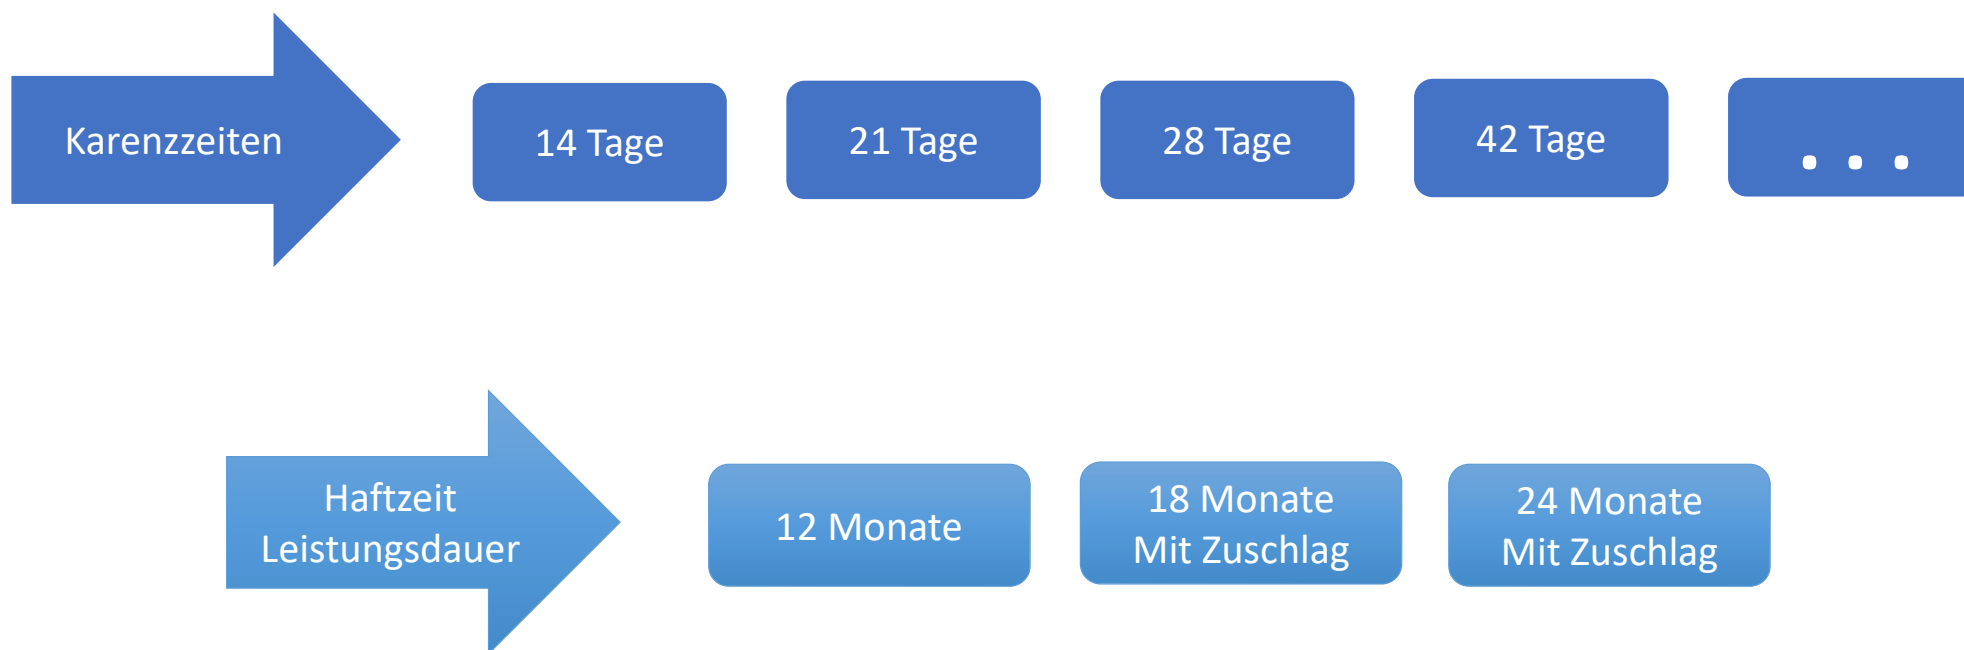 Karenzzeiten
14 Tage
21 Tage
28 Tage
42 Tage
. . .
Haftzeit
Leistungsdauer
12 Monate
18 Monate
Mit Zuschlag
24 Monate
Mit Zuschlag